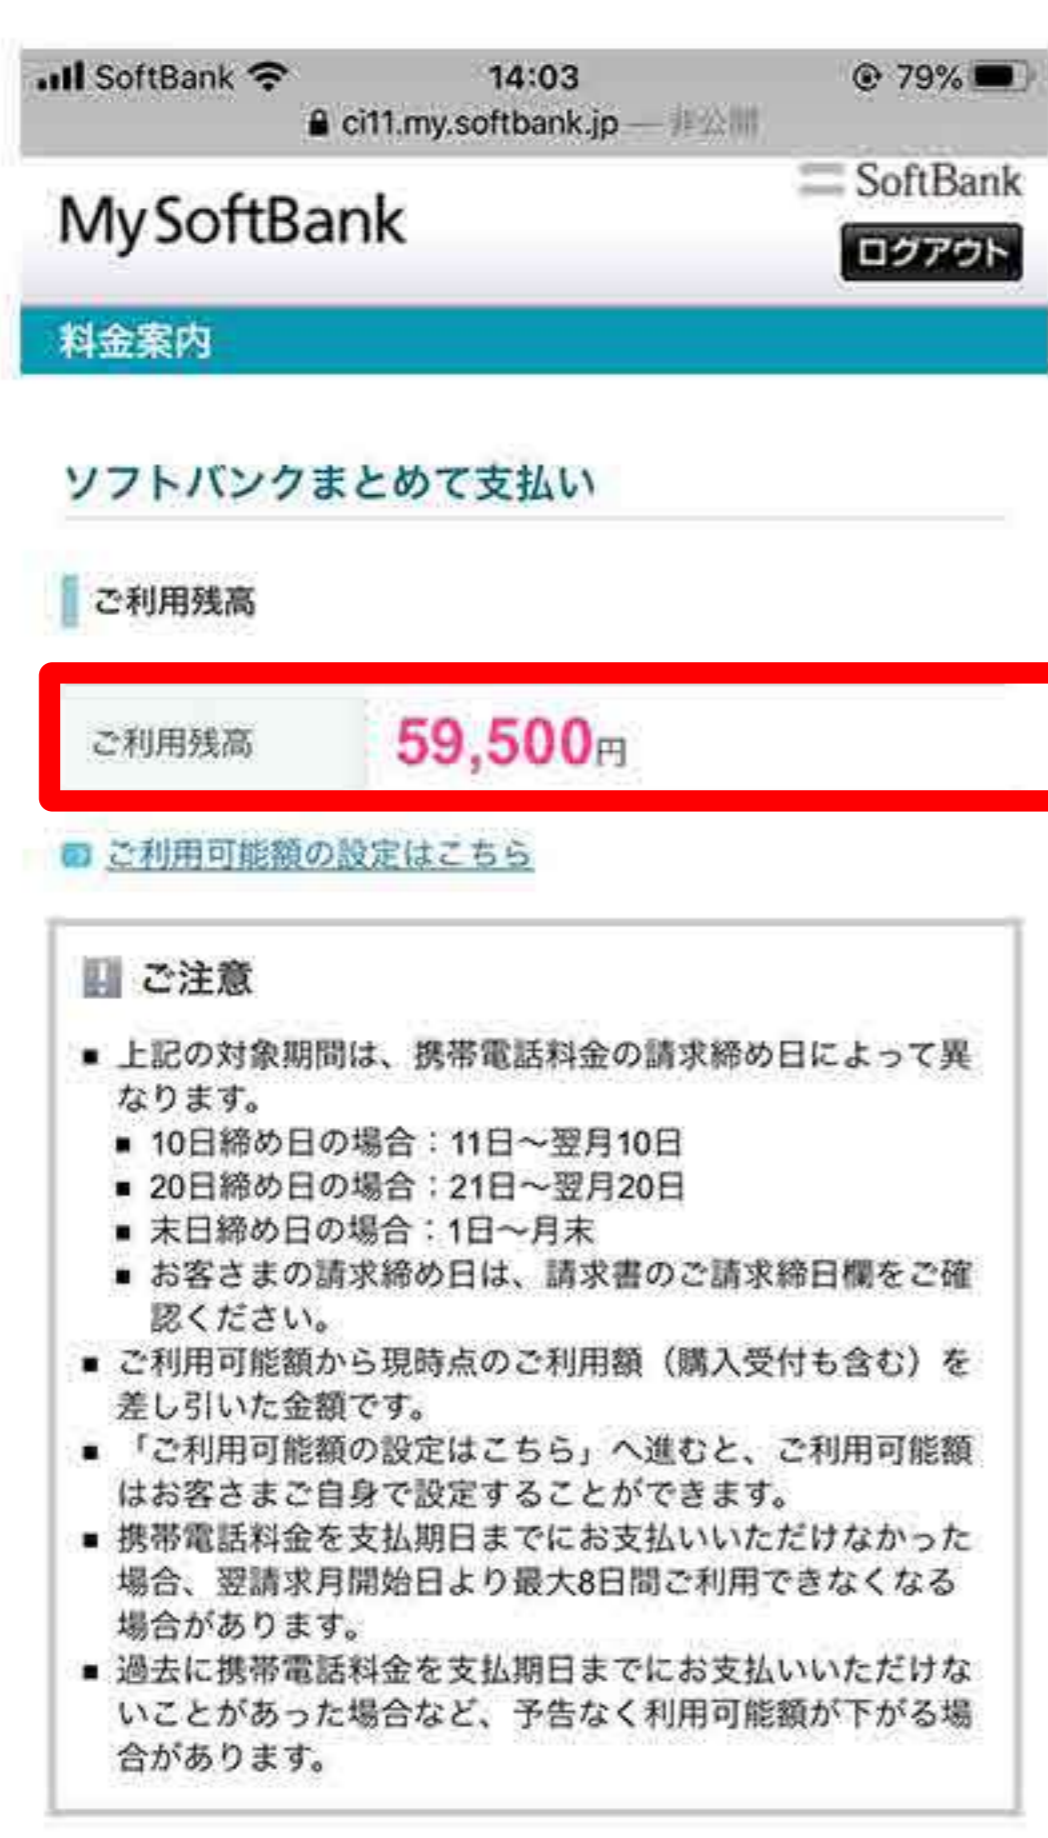 SoftBank 14:03 79%
ci11.my.softbank.jp — 非公開
My SoftBank
SoftBank
ログアウト
料金案内
ソフトバンクまとめて支払い
ご利用残高
ご利用残高 59,500円
ご利用可能額の設定はこちら
ご注意
■ 上記の対象期間は、携帯電話料金の請求締め日によって異
なります。
■ 10日締め日の場合：11日～翌月10日
■ 20日締め日の場合：21日～翌月20日
■ 末日締め日の場合：1日～月末
■ お客さまの請求締め日は、請求書のご請求締日欄をご確
認ください。
■ ご利用可能額から現時点のご利用額（購入受付も含む）を
差し引いた金額です。
■ 「ご利用可能額の設定はこちら」へ進むと、ご利用可能額
はお客さまご自身で設定することができます。
■ 携帯電話料金を支払期日までにお支払いいただけなかった
場合、翌請求月開始日より最大8日間ご利用できなくなる
場合があります。
■ 過去に携帯電話料金を支払期日までにお支払いいただけな
いことがあった場合など、予告なく利用可能額が下がる場
合があります。